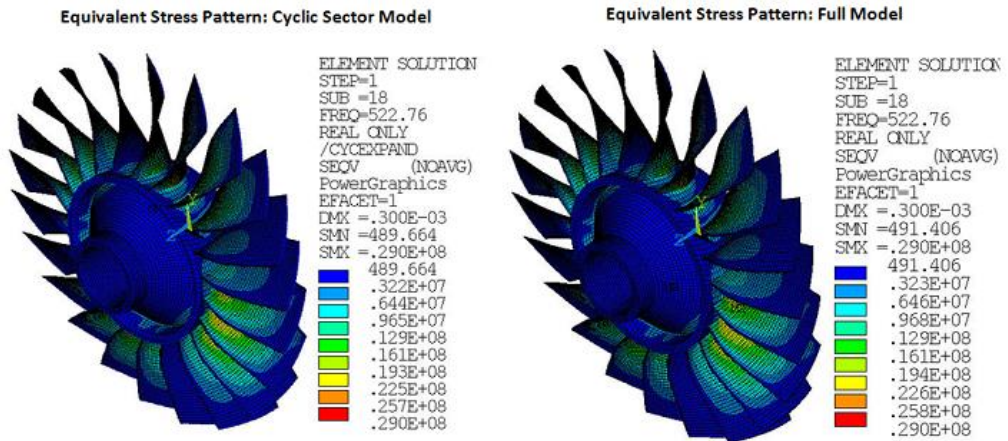 Equivalent Stress Pattern: Cyclic Sector Model
ELEMENT SOLUTION
STEP=1
SUB =18
FREQ=522.76
REAL ONLY
/CYCEXPAND
SEQV (NOAVG)
PowerGraphics
EFACET=1
DMX =.300E-03
SMN =489.664
SMX =.290E+08
489.664
.322E+07
.644E+07
.965E+07
.129E+08
.161E+08
.193E+08
.225E+08
.257E+08
.290E+08
Equivalent Stress Pattern: Full Model
ELEMENT SOLUTION
STEP=1
SUB =18
FREQ=522.76
REAL ONLY
SEQV (NOAVG)
PowerGraphics
EFACET=1
DMX =.300E-03
SMN =491.406
SMX =.290E+08
491.406
.323E+07
.646E+07
.968E+07
.129E+08
.161E+08
.194E+08
.226E+08
.258E+08
.290E+08